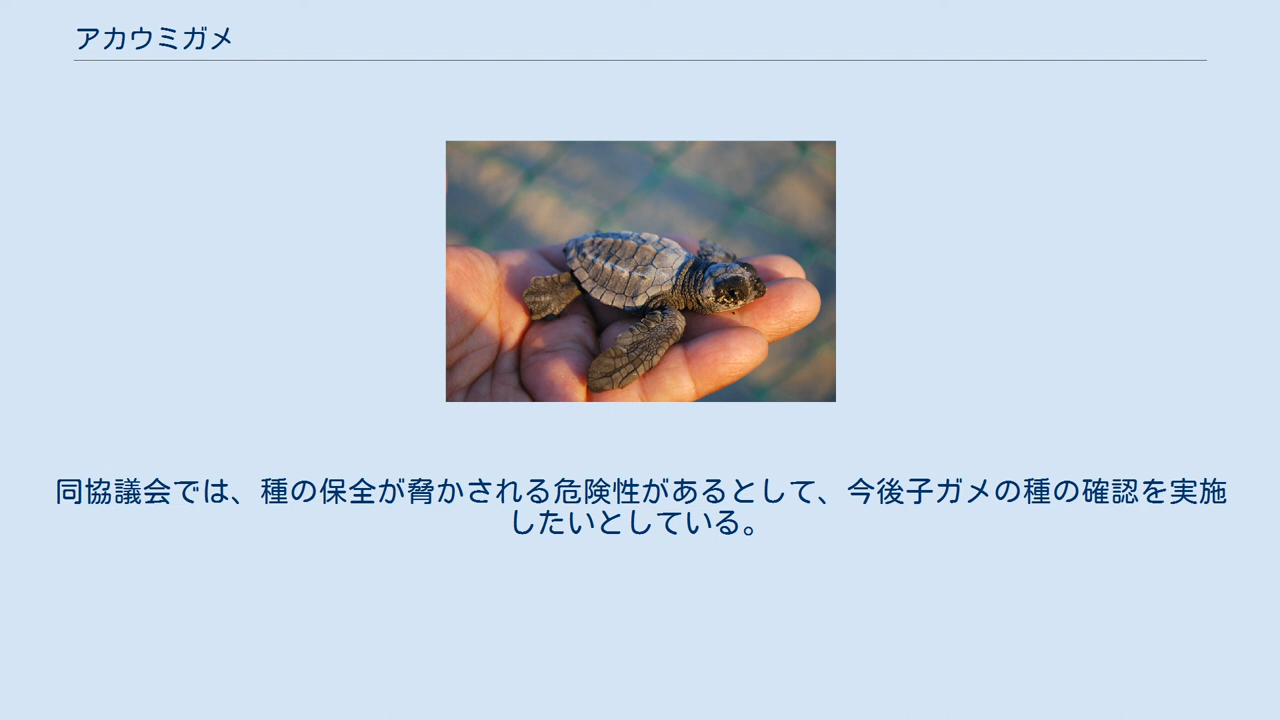 アカウミガメ
同協議会では、種の保全が脅かされる危険性があるとして、今後子ガメの種の確認を実施
したいとしている。